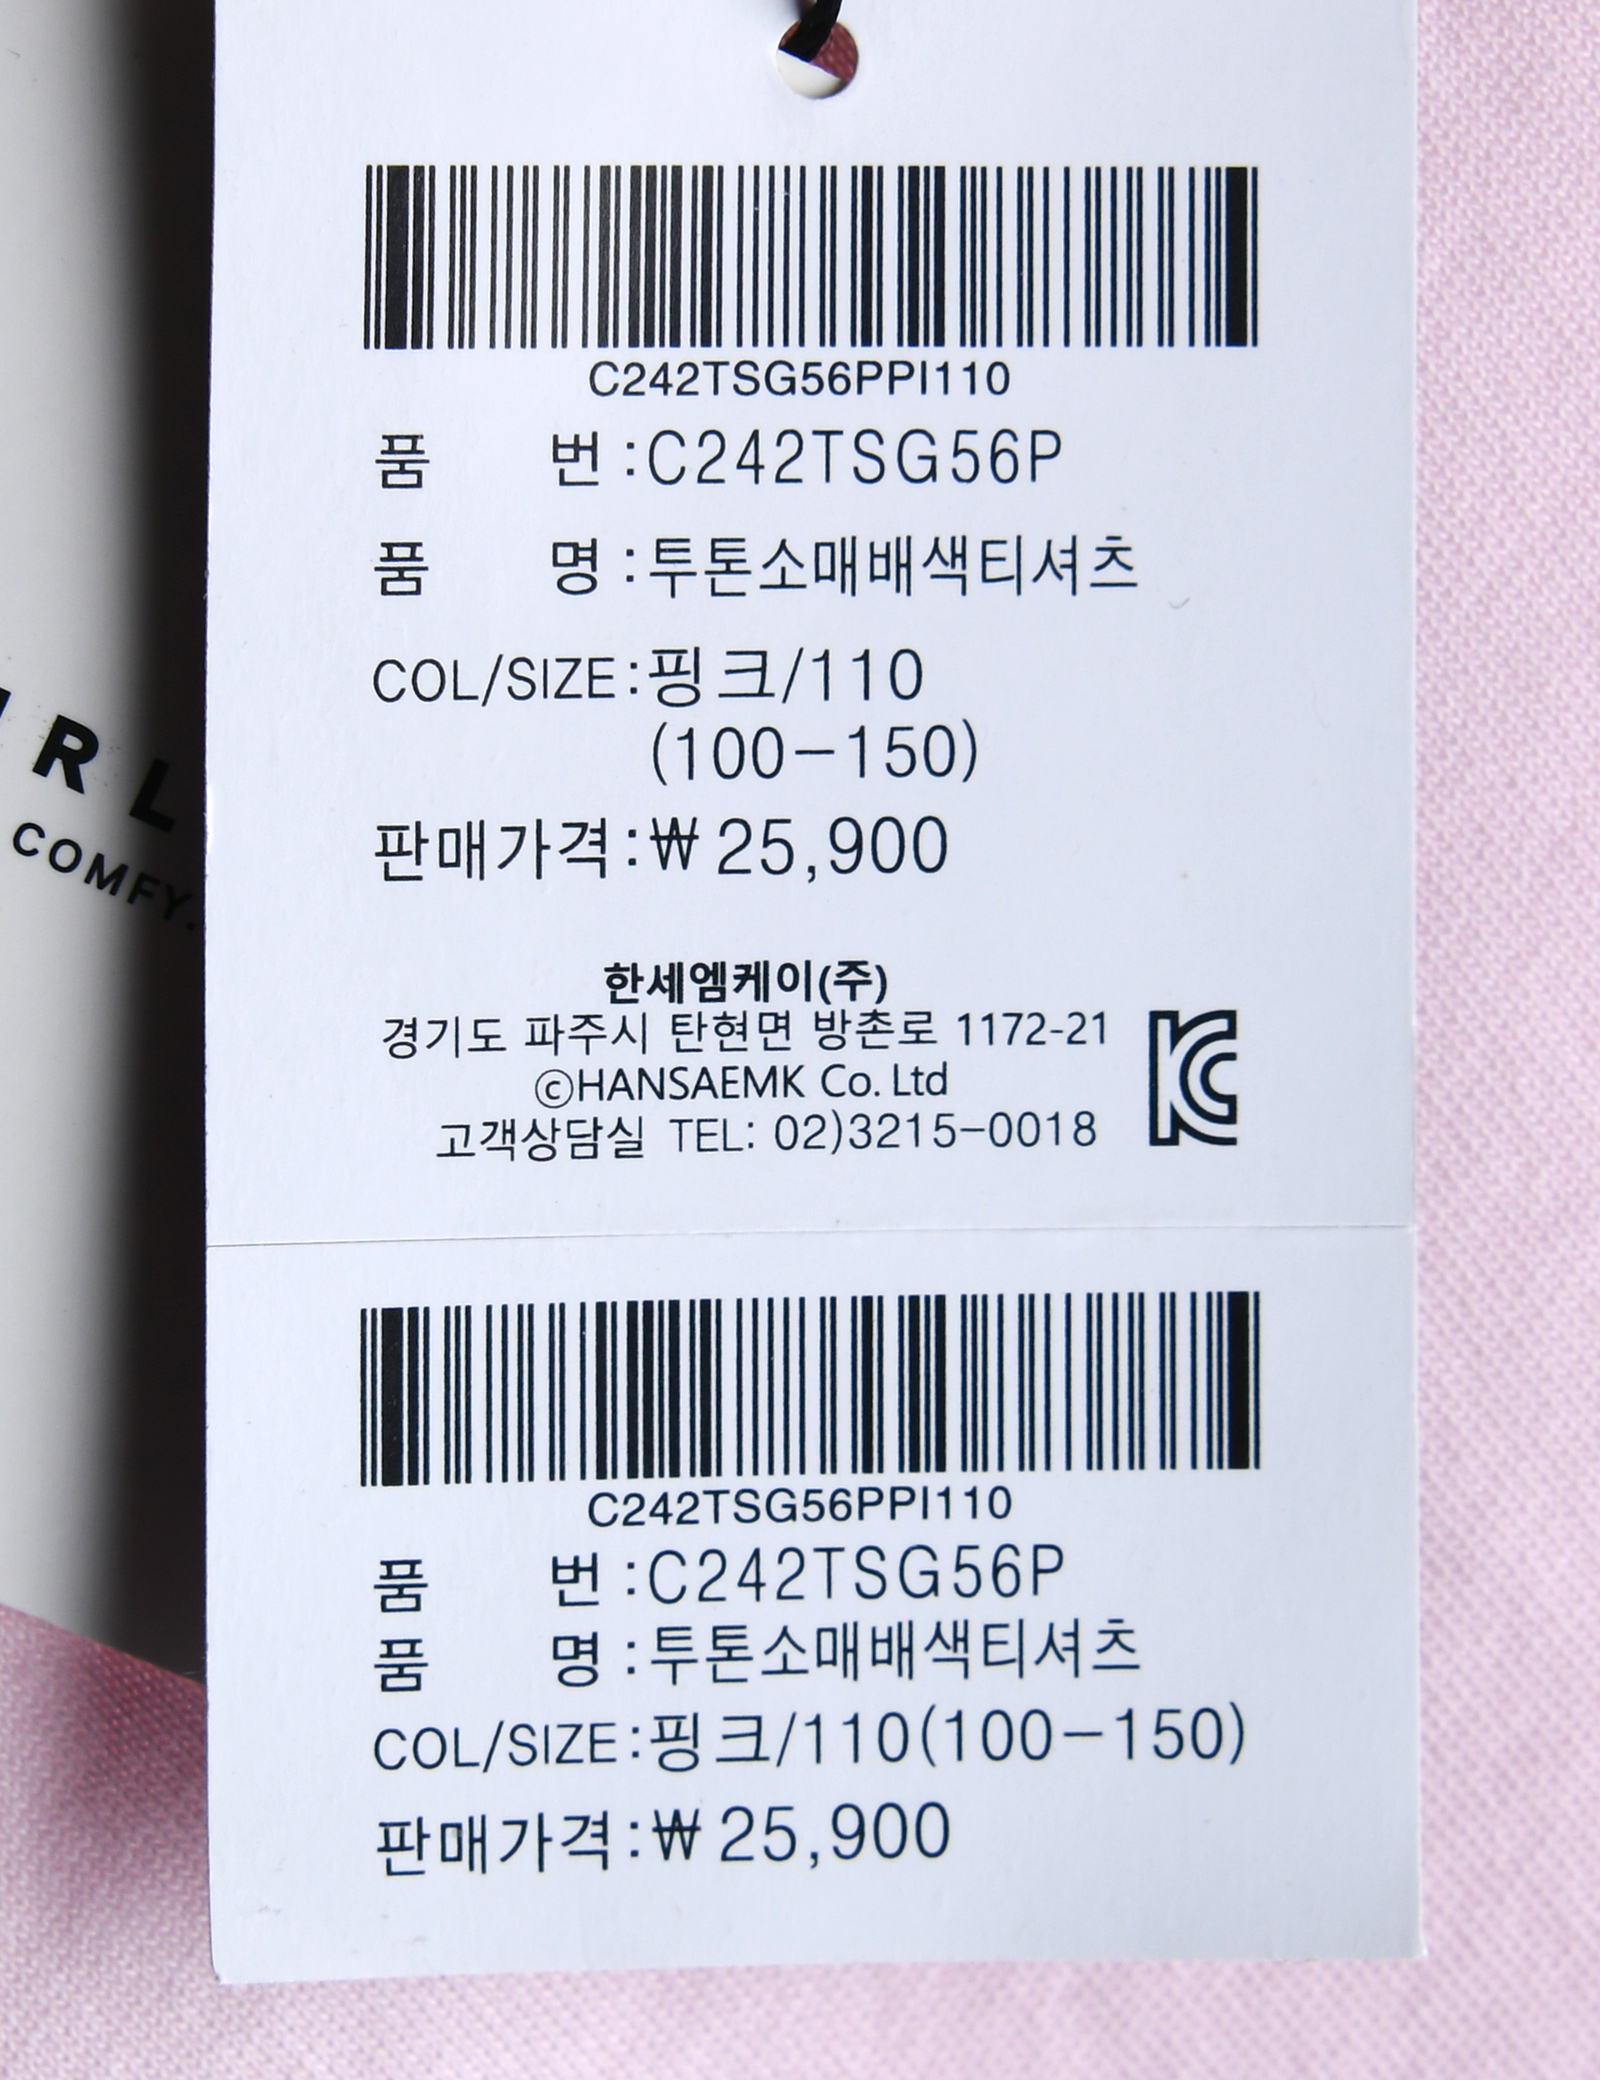 C242TSG56PPI110
품 번 :C242TSG56P
품 명 :투톤소매배색티셔츠
COL/SIZE:핑크/110
(100-150)
판매가격:₩25,900
한세엠케이(주)
경기도 파주시 탄현면 방촌로 1172-21
©HANSAEMK Co. Ltd
고객상담실 TEL: 02)3215-0018
KC
RL
COMFY.
C242TSG56PPI110
품 번 :C242TSG56P
품 명 :투톤소매배색티셔츠
COL/SIZE:핑크/110(100-150)
판매가격:₩25,900